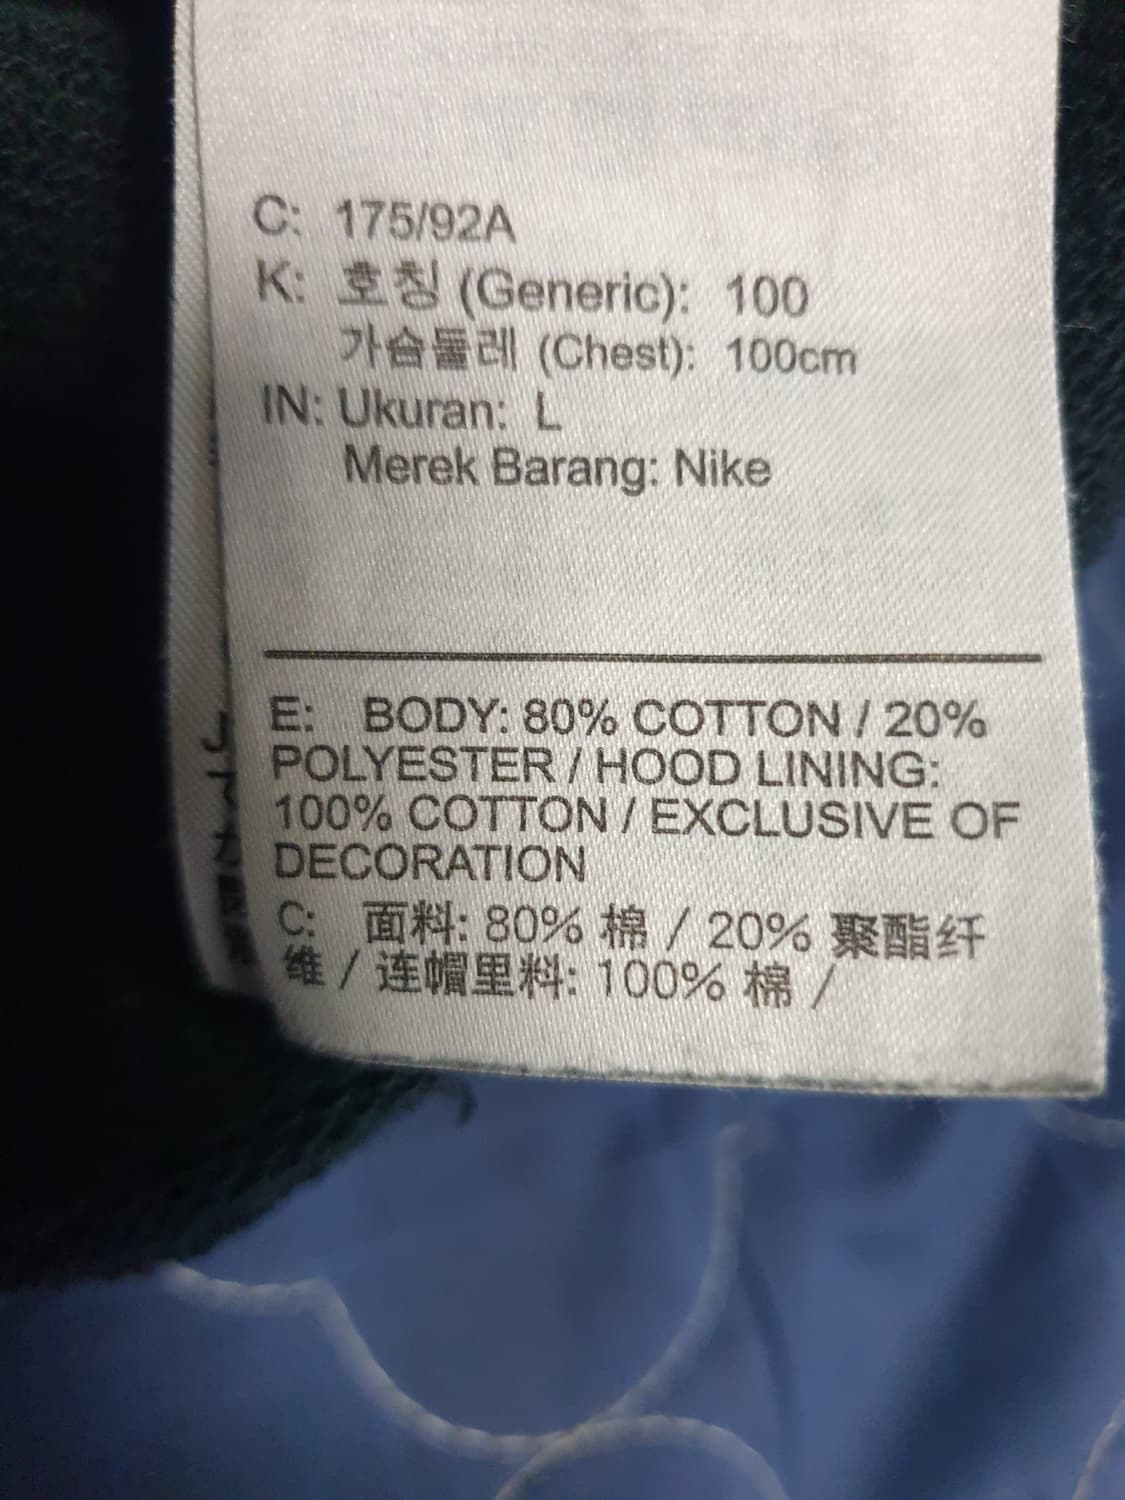 C: 175/92A
K: 호칭 (Generic): 100
가슴둘레 (Chest): 100cm
IN: Ukuran: L
Merek Barang: Nike
E: BODY: 80% COTTON / 20%
POLYESTER / HOOD LINING:
100% COTTON / EXCLUSIVE OF
DECORATION
C: 面料: 80% 棉 / 20% 聚酯纤
维 / 连帽里料: 100% 棉 /